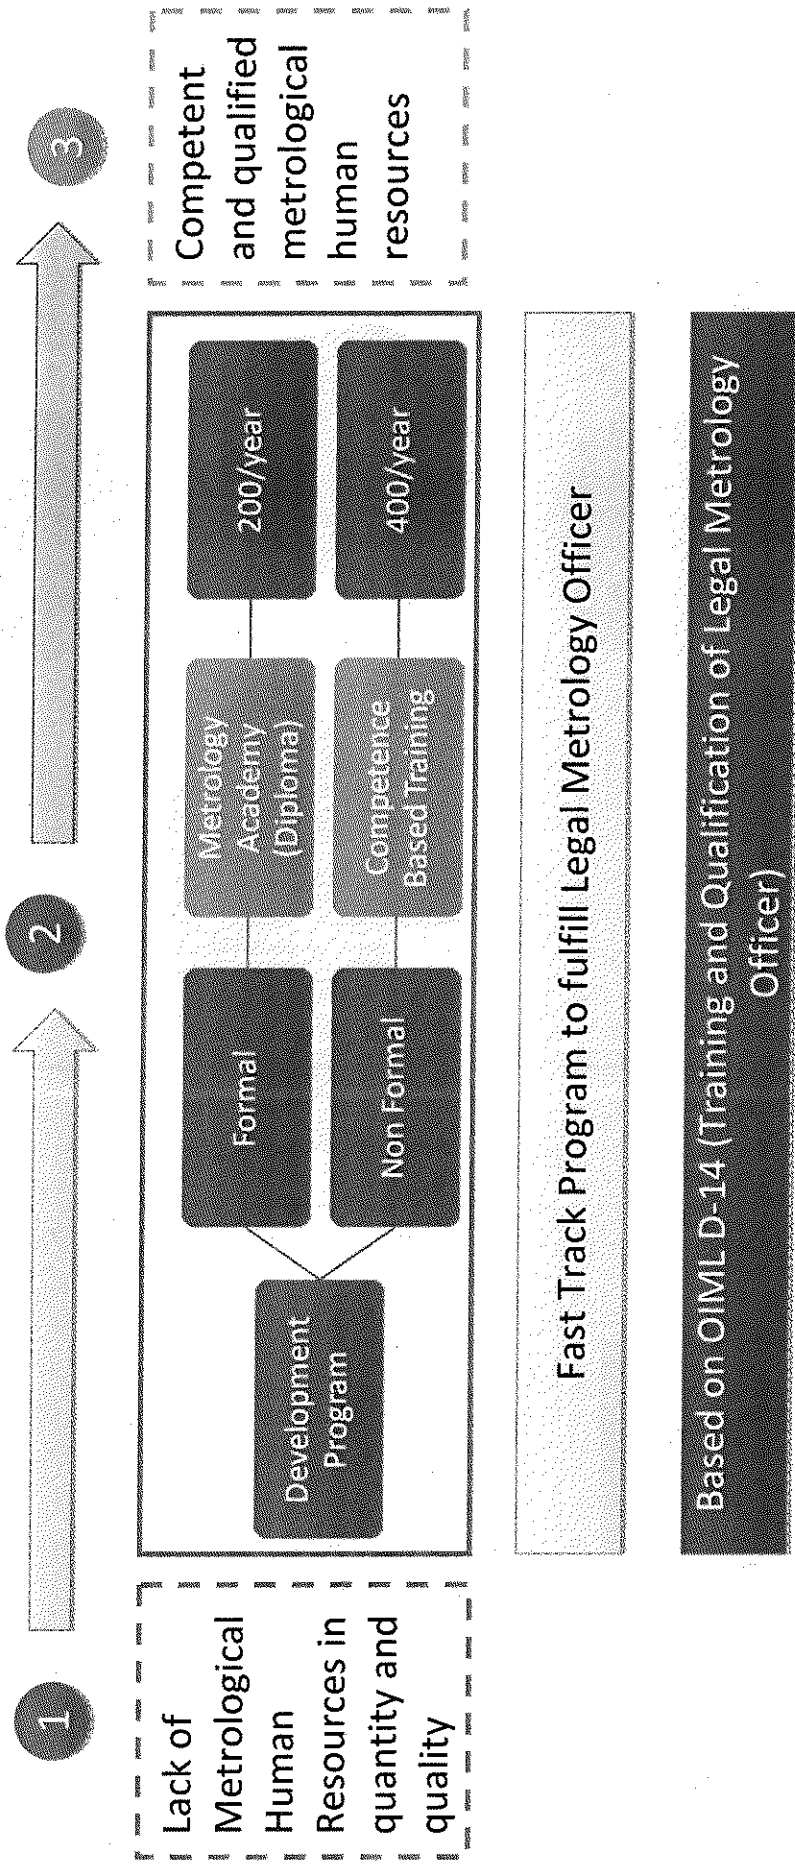 1
2
3
Lack of
Metrological
Human
Resources in
quantity and
quality
Development
Program
Formal
Non Formal
Metrology
Academy
(Diploma)
Competence
Based Training
200/year
400/year
Competent
and qualified
metrological
human
resources
Fast Track Program to fulfill Legal Metrology Officer
Based on OIML D-14 (Training and Qualification of Legal Metrology
Officer)